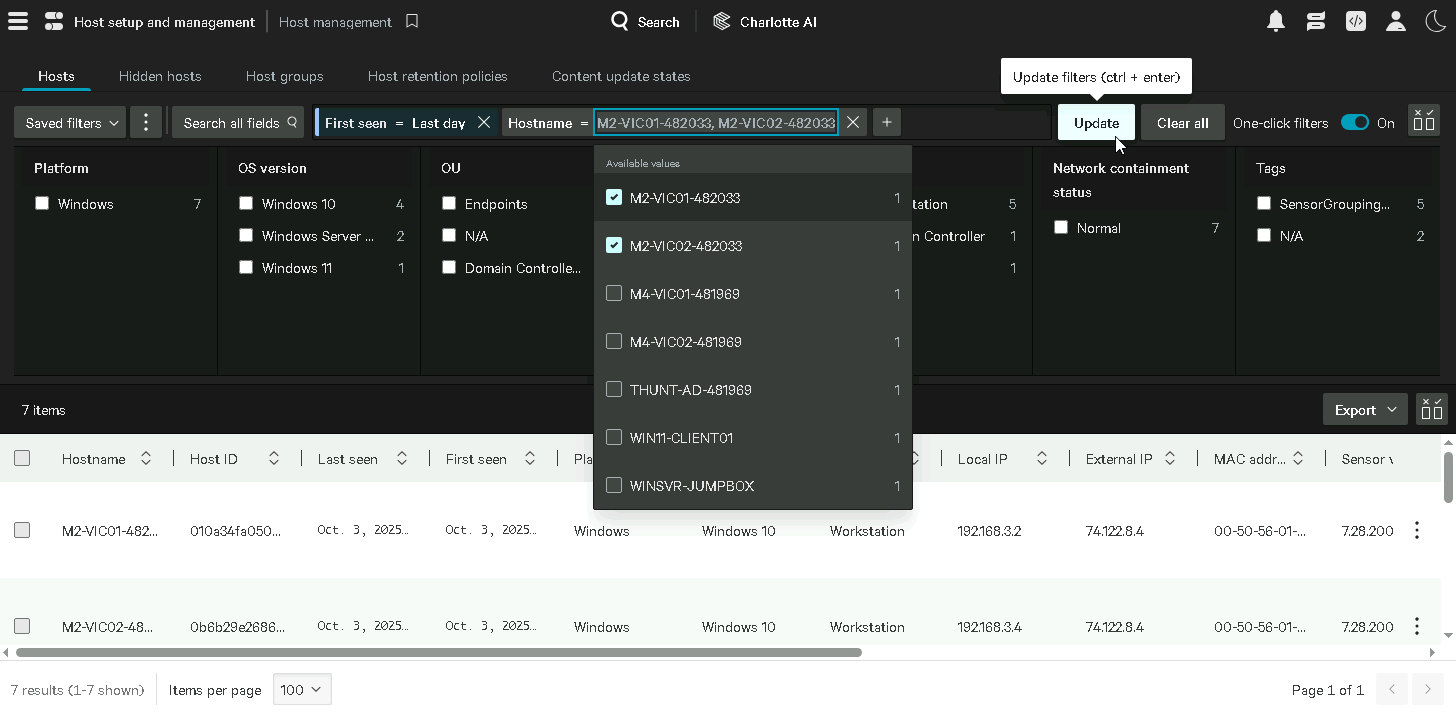 Host setup and management Host management Search Charlotte AI
Hosts Hidden hosts Host groups Host retention policies Content update states
Update filters (ctrl + enter)
Saved filters Search all fields First seen = Last day Hostname = M2-VIC01-482033, M2-VIC02-482033 Update Clear all One-click filters On
Available values
M2-VIC01-482033 1
M2-VIC02-482033 1
M4-VIC01-481969 1
M4-VIC02-481969 1
THUNT-AD-481969 1
WIN11-CLIENT01 1
WINSVR-JUMPBOX 1
Platform
Windows 7
OS version
Windows 10 4
Windows Server ... 2
Windows 11 1
OU
Endpoints
N/A
Domain Controlle...
tation 5
n Controller 1
1
Network containment
status
Normal 7
Tags
SensorGrouping... 5
N/A 2
7 items Export
Hostname Host ID Last seen First seen Pla Local IP External IP MAC addr... Sensor v
M2-VIC01-482... 010a34fa050... Oct. 3, 2025… Oct. 3, 2025… Windows Windows 10 Workstation 192.168.3.2 74.122.8.4 00-50-56-01-... 7.28.200
M2-VIC02-48... 0b6b29e2686... Oct. 3, 2025… Oct. 3, 2025… Windows Windows 10 Workstation 192.168.3.4 74.122.8.4 00-50-56-01-... 7.28.200
7 results (1-7 shown) Items per page 100 Page 1 of 1